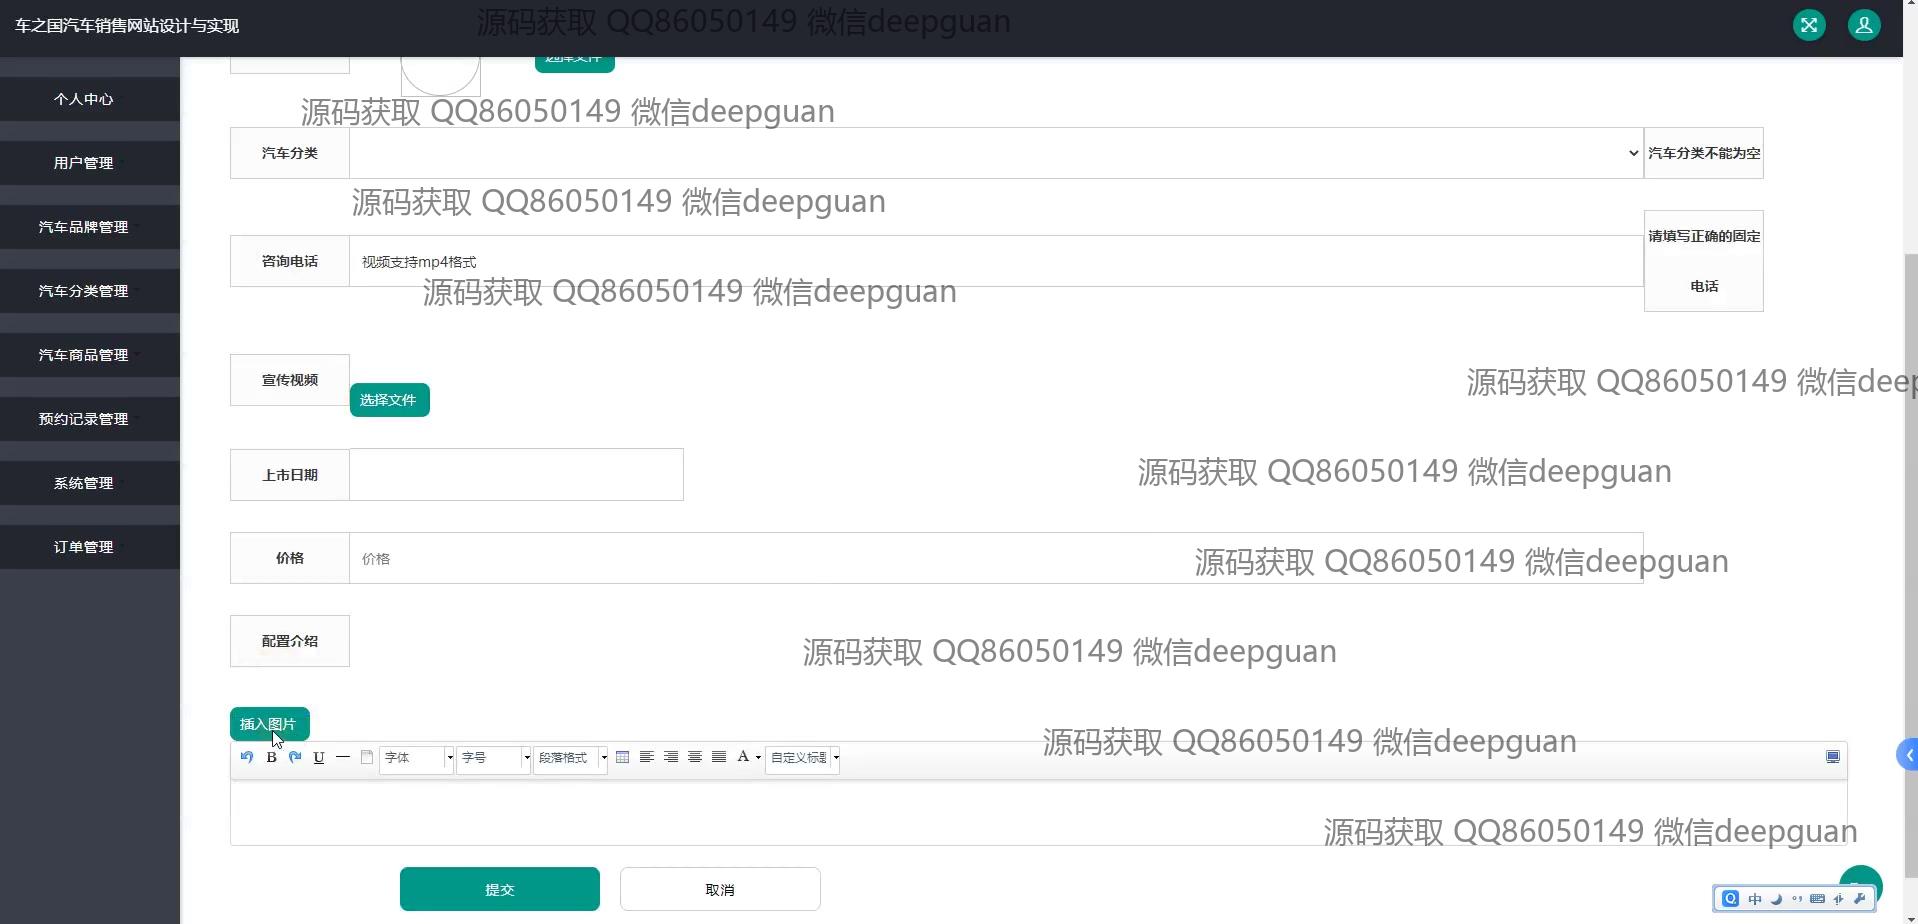 车之国汽车销售网站设计与实现
源码获取 QQ86050149 微信deepguan
选择文件
个人中心
源码获取 QQ86050149 微信deepguan
汽车分类
汽车分类不能为空
用户管理
源码获取 QQ86050149 微信deepguan
汽车品牌管理
请填写正确的固定
电话
咨询电话
视频支持mp4格式
源码获取 QQ86050149 微信deepguan
汽车分类管理
汽车商品管理
宣传视频
选择文件
源码获取 QQ86050149 微信deep
预约记录管理
上市日期
源码获取 QQ86050149 微信deepguan
系统管理
订单管理
价格
价格
源码获取 QQ86050149 微信deepguan
配置介绍
源码获取 QQ86050149 微信deepguan
插入图片
源码获取 QQ86050149 微信deepguan
B U 字体 字号 段落格式 A 自定义标题
源码获取 QQ86050149 微信deepguan
提交
取消
中